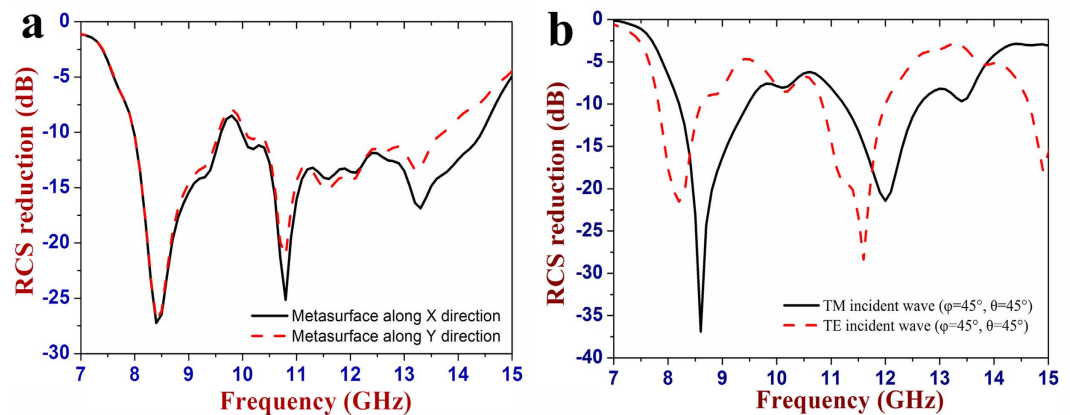 a
0
-5
-10
-15
-20
-25
-30
RCS reduction (dB)
Metasurface along X direction
Metasurface along Y direction
7 8 9 10 11 12 13 14 15
Frequency (GHz)
b
0
-5
-10
-15
-20
-25
-30
-35
-40
RCS reduction (dB)
TM incident wave (φ=45°, θ=45°)
TE incident wave (φ=45°, θ=45°)
7 8 9 10 11 12 13 14 15
Frequency (GHz)